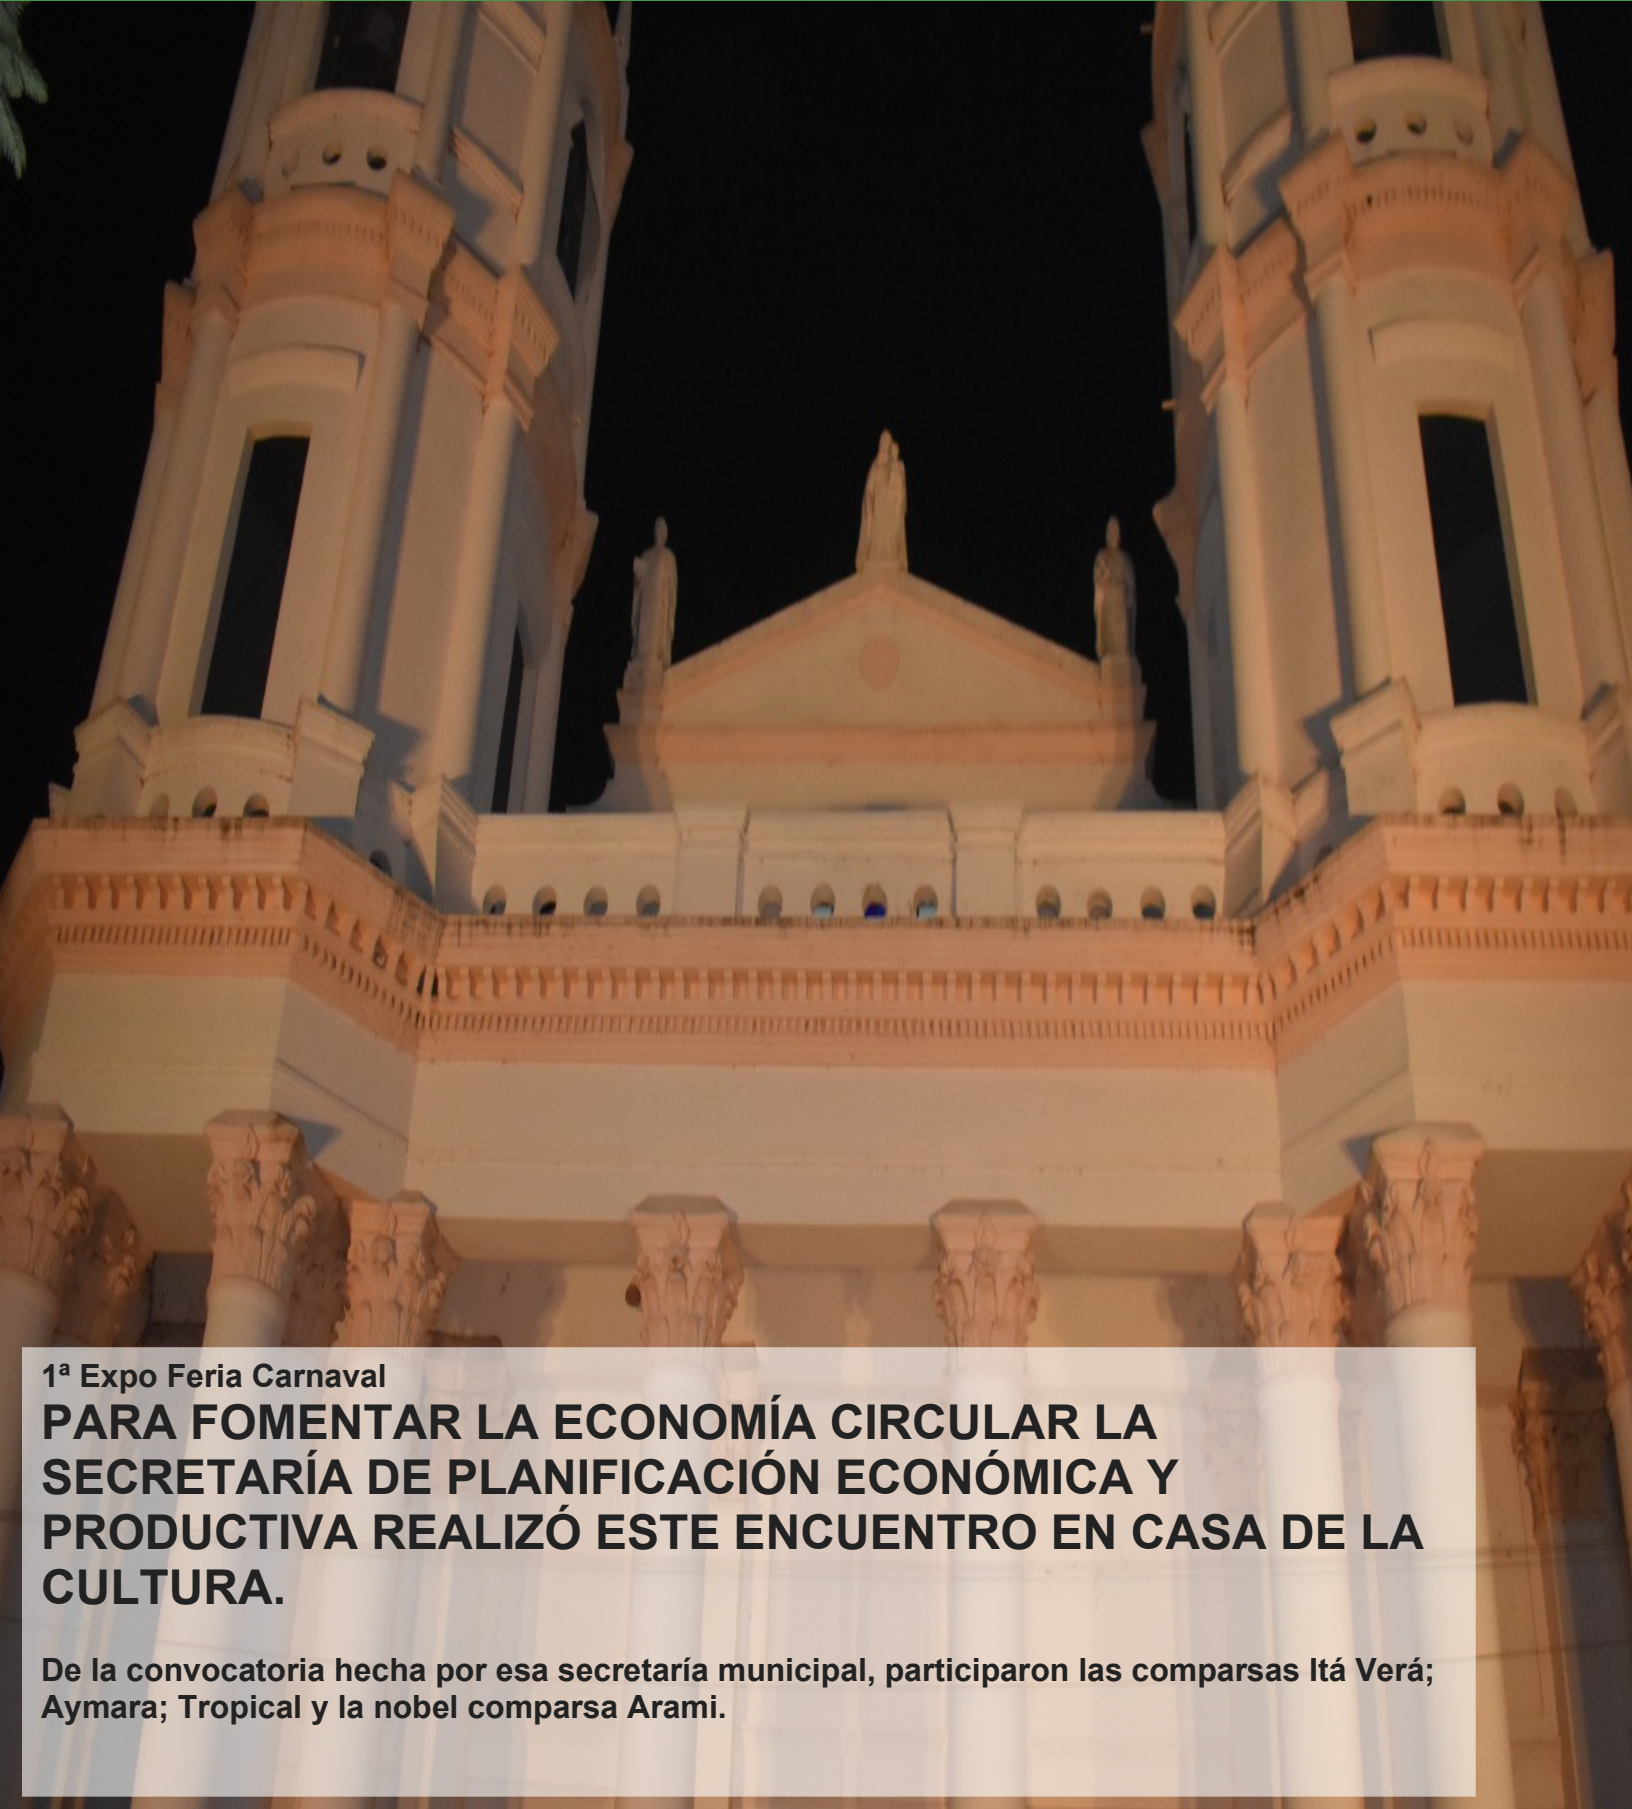 1ª Expo Feria Carnaval
PARA FOMENTAR LA ECONOMÍA CIRCULAR LA
SECRETARÍA DE PLANIFICACIÓN ECONÓMICA Y
PRODUCTIVA REALIZÓ ESTE ENCUENTRO EN CASA DE LA
CULTURA.
De la convocatoria hecha por esa secretaría municipal, participaron las comparsas Itá Verá;
Aymara; Tropical y la nobel comparsa Arami.